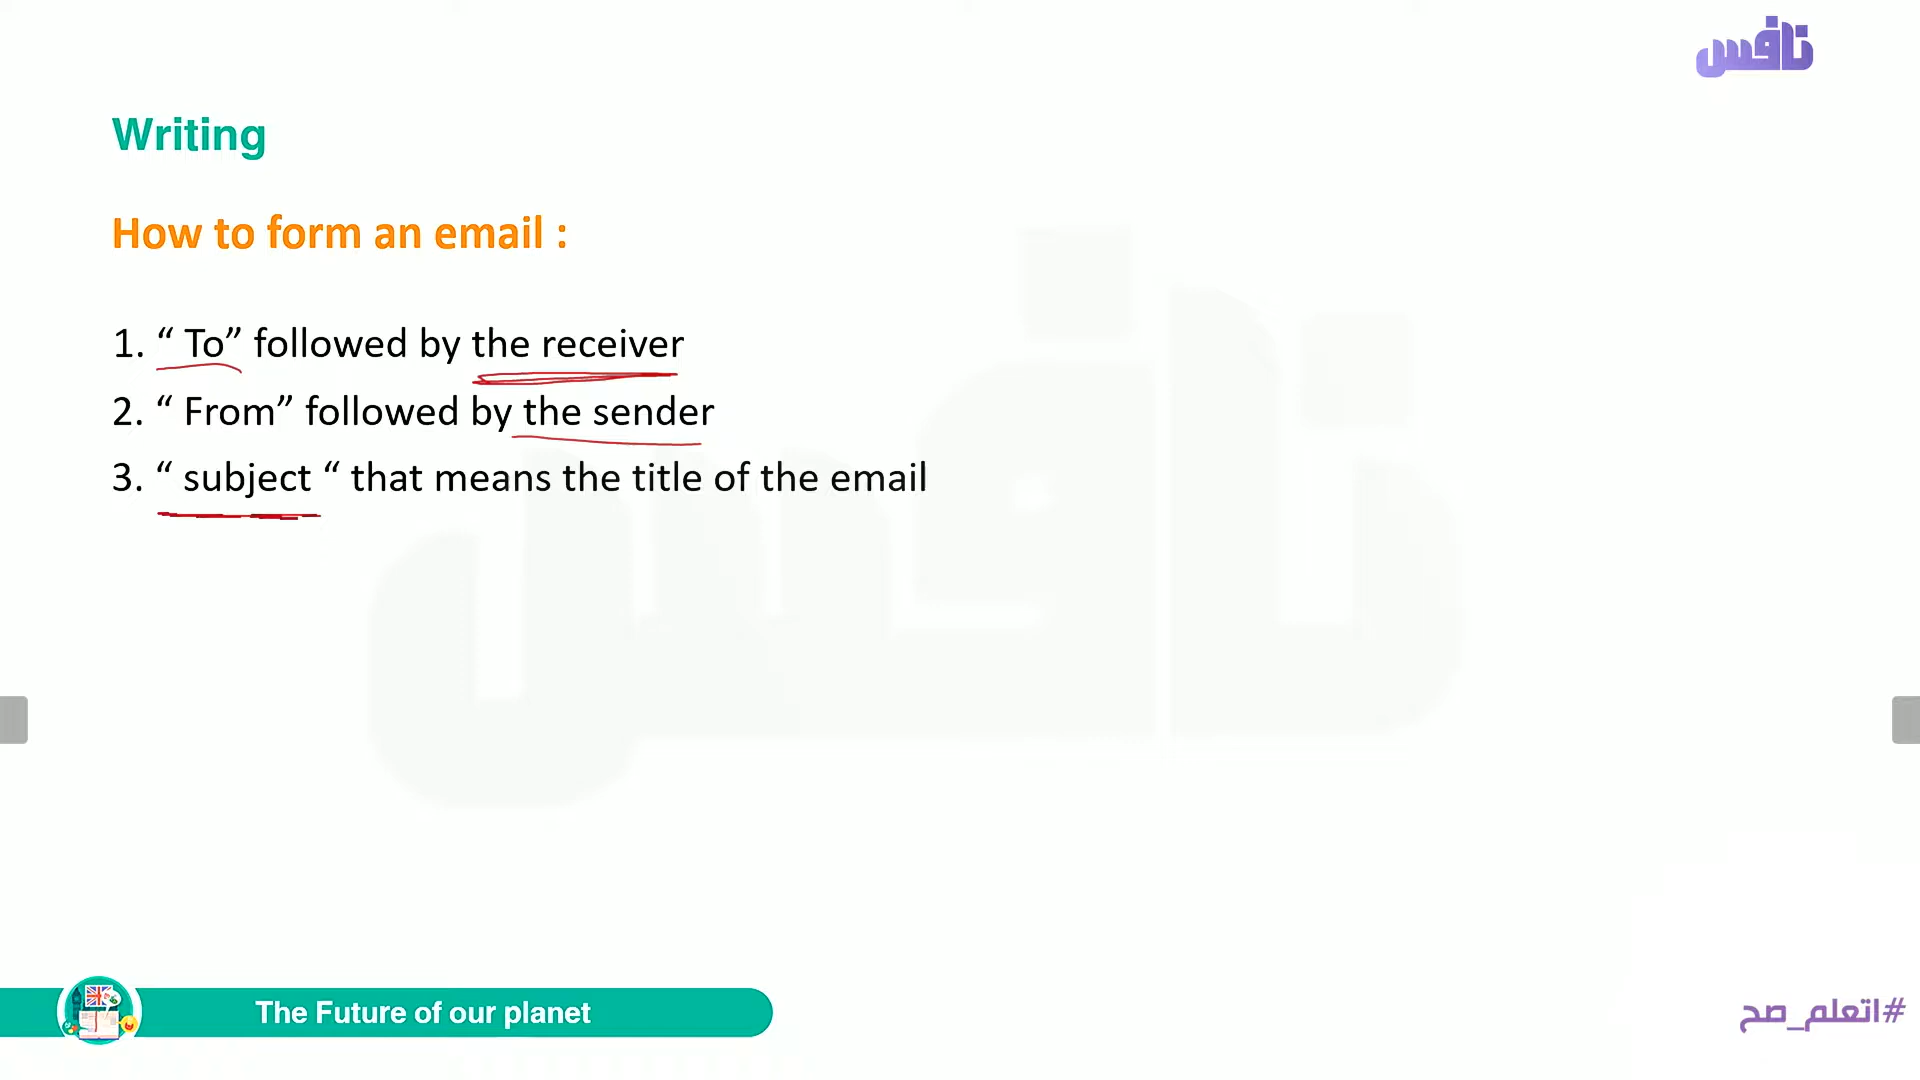 نافس
Writing
How to form an email :
1. “ To” followed by the receiver
2. “ From” followed by the sender
3. “ subject “ that means the title of the email
The Future of our planet
#اتعلم_صح